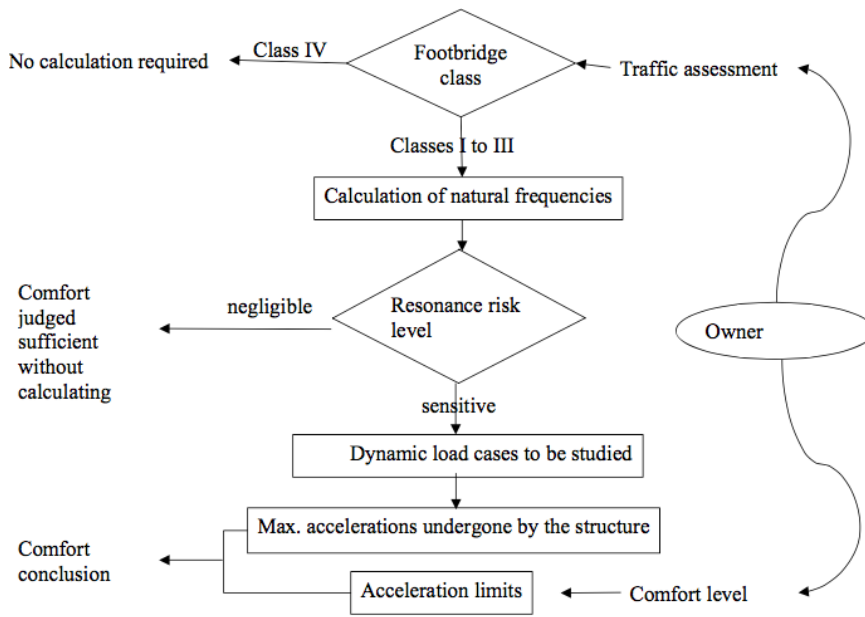 Class IV
Footbridge
class
No calculation required
Traffic assessment
Classes I to III
Calculation of natural frequencies
Comfort
judged
sufficient
without
calculating
negligible
Resonance risk
level
Owner
sensitive
Dynamic load cases to be studied
Max. accelerations undergone by the structure
Comfort
conclusion
Acceleration limits
Comfort level